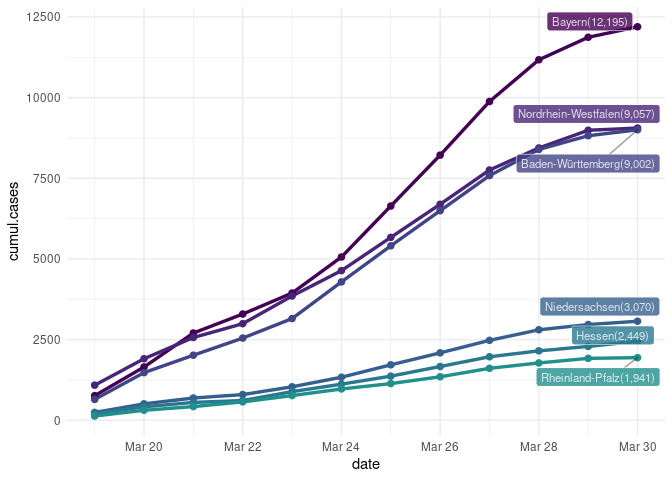 12500
10000
7500
5000
2500
0
cumul.cases
Bayern(12,195)
Nordrhein-Westfalen(9,057)
Baden-Württemberg(9,002)
Niedersachsen(3,070)
Hessen(2,449)
Rheinland-Pfalz(1,941)
Mar 20 Mar 22 Mar 24 Mar 26 Mar 28 Mar 30
date